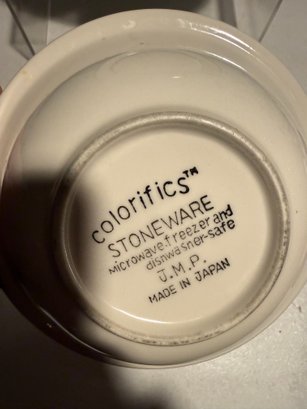 colorifics™
STONEWARE
Microwave-freezer and
dishwasher-safe
J.M.P.
MADE IN JAPAN